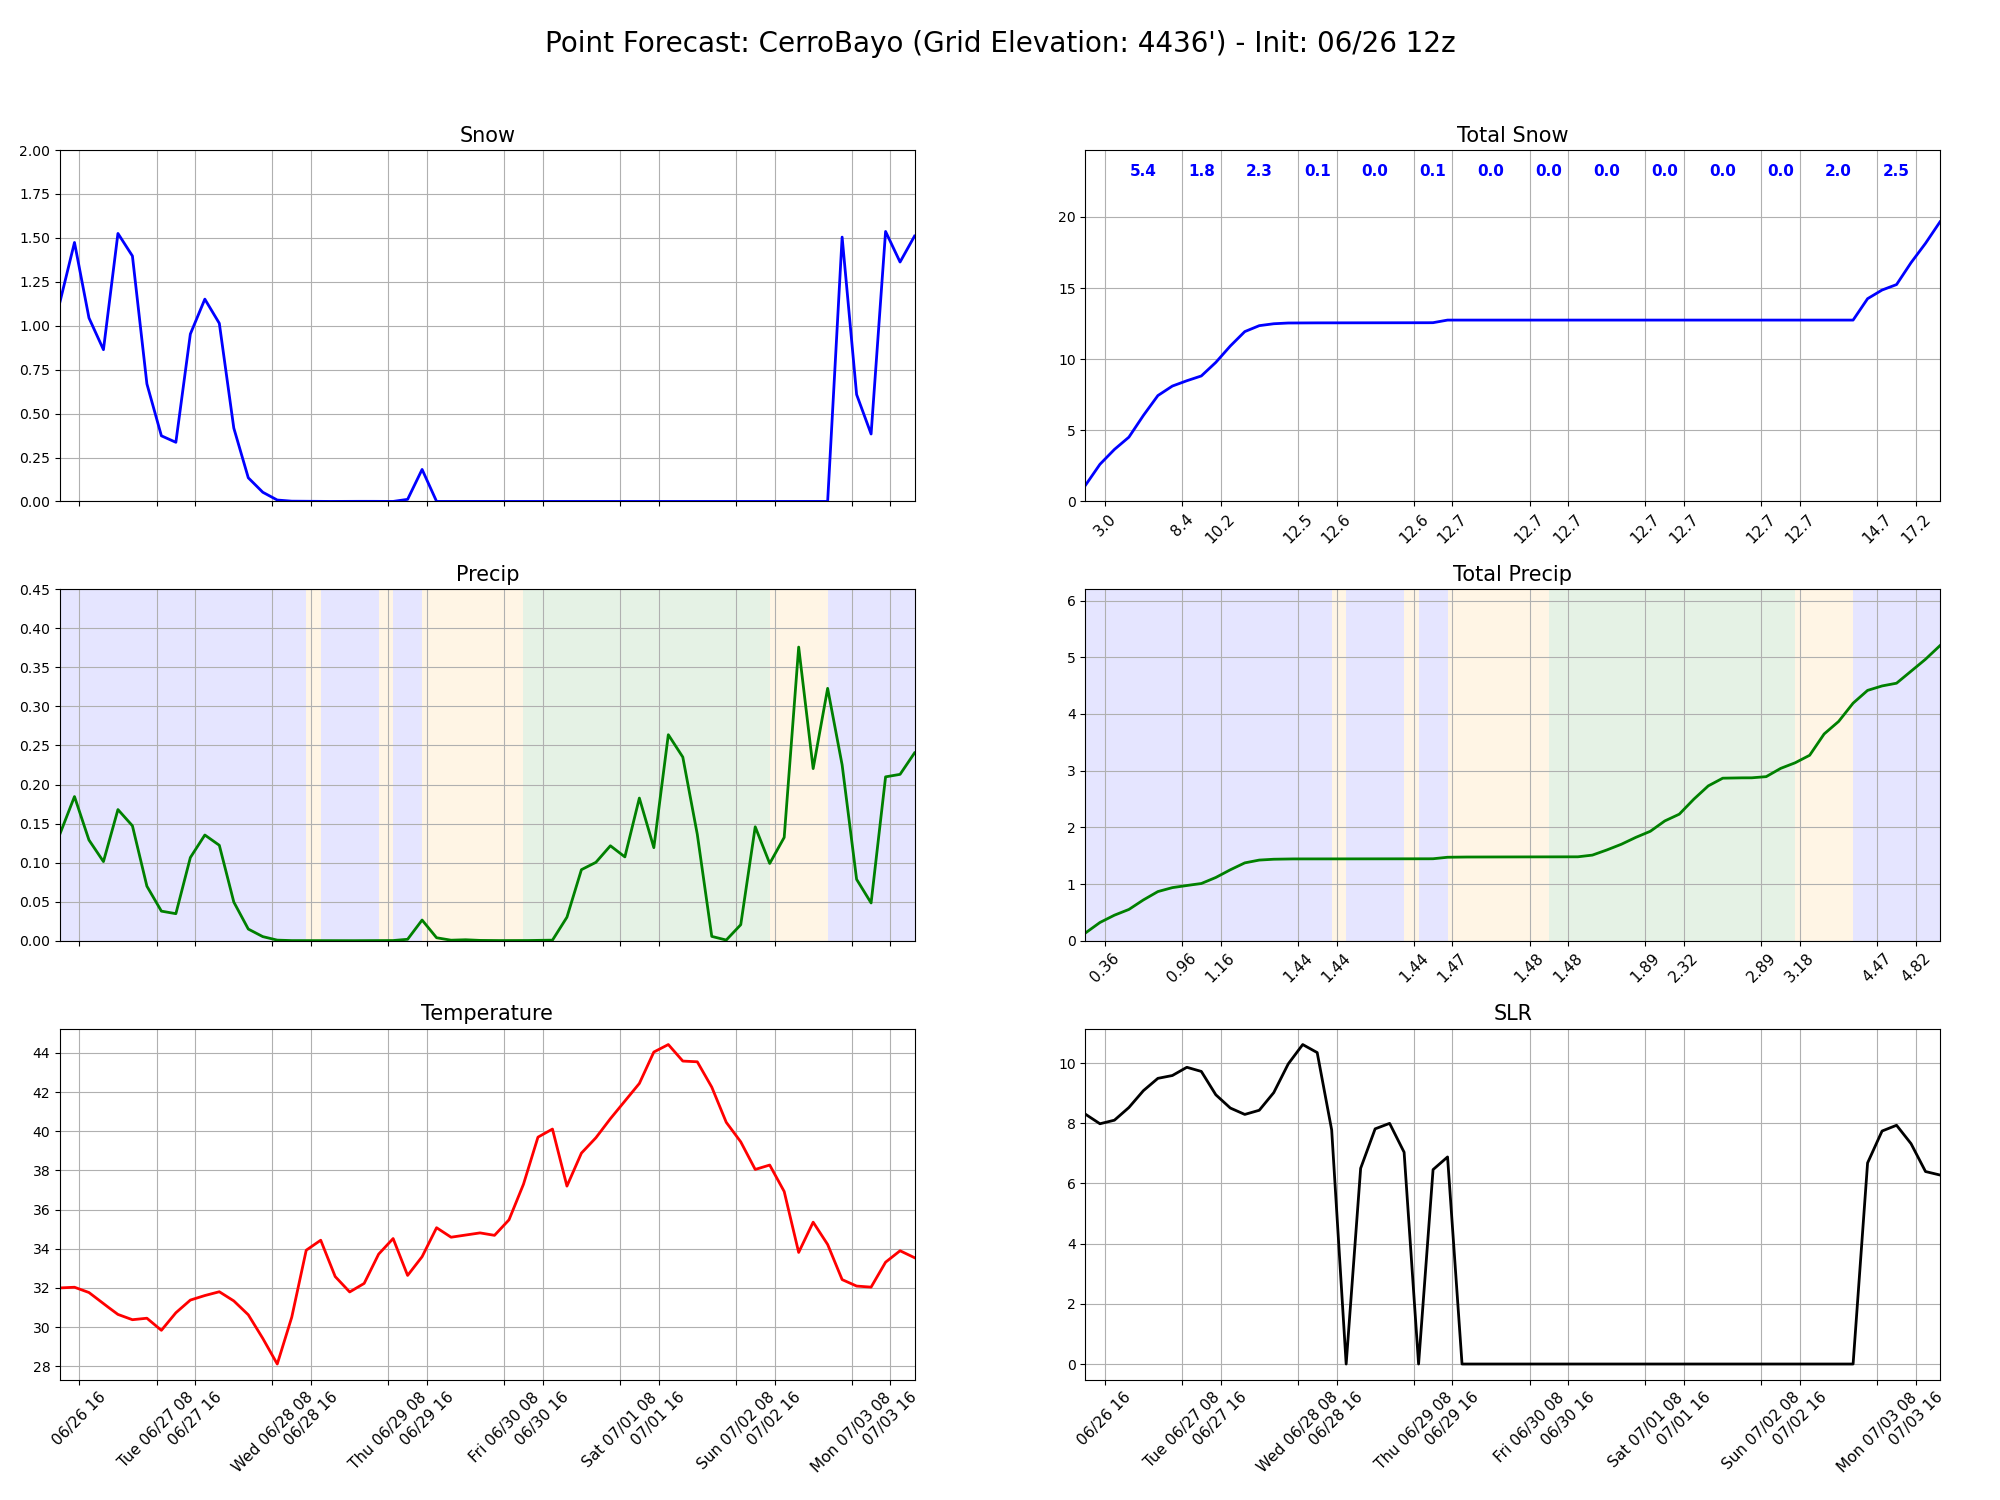 Point Forecast: CerroBayo (Grid Elevation: 4436') - Init: 06/26 12z
Snow
2.00
1.75
1.50
1.25
1.00
0.75
0.50
0.25
0.00
Total Snow
5.4 1.8 2.3 0.1 0.0 0.1 0.0 0.0 0.0 0.0 0.0 0.0 2.0 2.5
20
15
10
5
0
3.0 8.4 10.2 12.5 12.6 12.6 12.7 12.7 12.7 12.7 12.7 12.7 12.7 14.7 17.2
Precip
0.45
0.40
0.35
0.30
0.25
0.20
0.15
0.10
0.05
0.00
Total Precip
6
5
4
3
2
1
0
0.36 0.96 1.16 1.44 1.44 1.44 1.47 1.48 1.48 1.89 2.32 2.89 3.18 4.47 4.82
Temperature
44
42
40
38
36
34
32
30
28
06/26 16
Tue 06/27 08
06/27 16
Wed 06/28 08
06/28 16
Thu 06/29 08
06/29 16
Fri 06/30 08
06/30 16
Sat 07/01 08
07/01 16
Sun 07/02 08
07/02 16
Mon 07/03 08
07/03 16
SLR
10
8
6
4
2
0
06/26 16
Tue 06/27 08
06/27 16
Wed 06/28 08
06/28 16
Thu 06/29 08
06/29 16
Fri 06/30 08
06/30 16
Sat 07/01 08
07/01 16
Sun 07/02 08
07/02 16
Mon 07/03 08
07/03 16